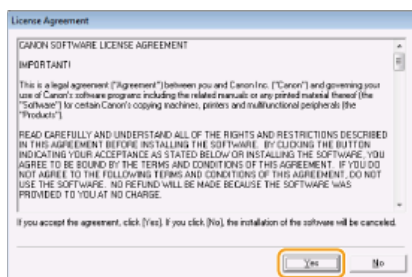 License Agreement
CANON SOFTWARE LICENSE AGREEMENT
IMPORTANT!
This is a legal agreement ("Agreement") between you and Canon Inc. ("Canon") and governing your
use of Canon's software programs including the related manuals or any printed material thereof (the
"Software") for certain Canon's copying machines, printers and multifunctional peripherals (the
"Products").
READ CAREFULLY AND UNDERSTAND ALL OF THE RIGHTS AND RESTRICTIONS DESCRIBED
IN THIS AGREEMENT BEFORE INSTALLING THE SOFTWARE. BY CLICKING THE BUTTON
INDICATING YOUR ACCEPTANCE AS STATED BELOW OR INSTALLING THE SOFTWARE, YOU
AGREE TO BE BOUND BY THE TERMS AND CONDITIONS OF THIS AGREEMENT. IF YOU DO
NOT AGREE TO THE FOLLOWING TERMS AND CONDITIONS OF THIS AGREEMENT, DO NOT
USE THE SOFTWARE. NO REFUND WILL BE MADE BECAUSE THE SOFTWARE WAS
PROVIDED TO YOU AT NO CHARGE.
If you accept the agreement, click [Yes]. If you click [No], the installation of the software will be canceled.
Yes
No